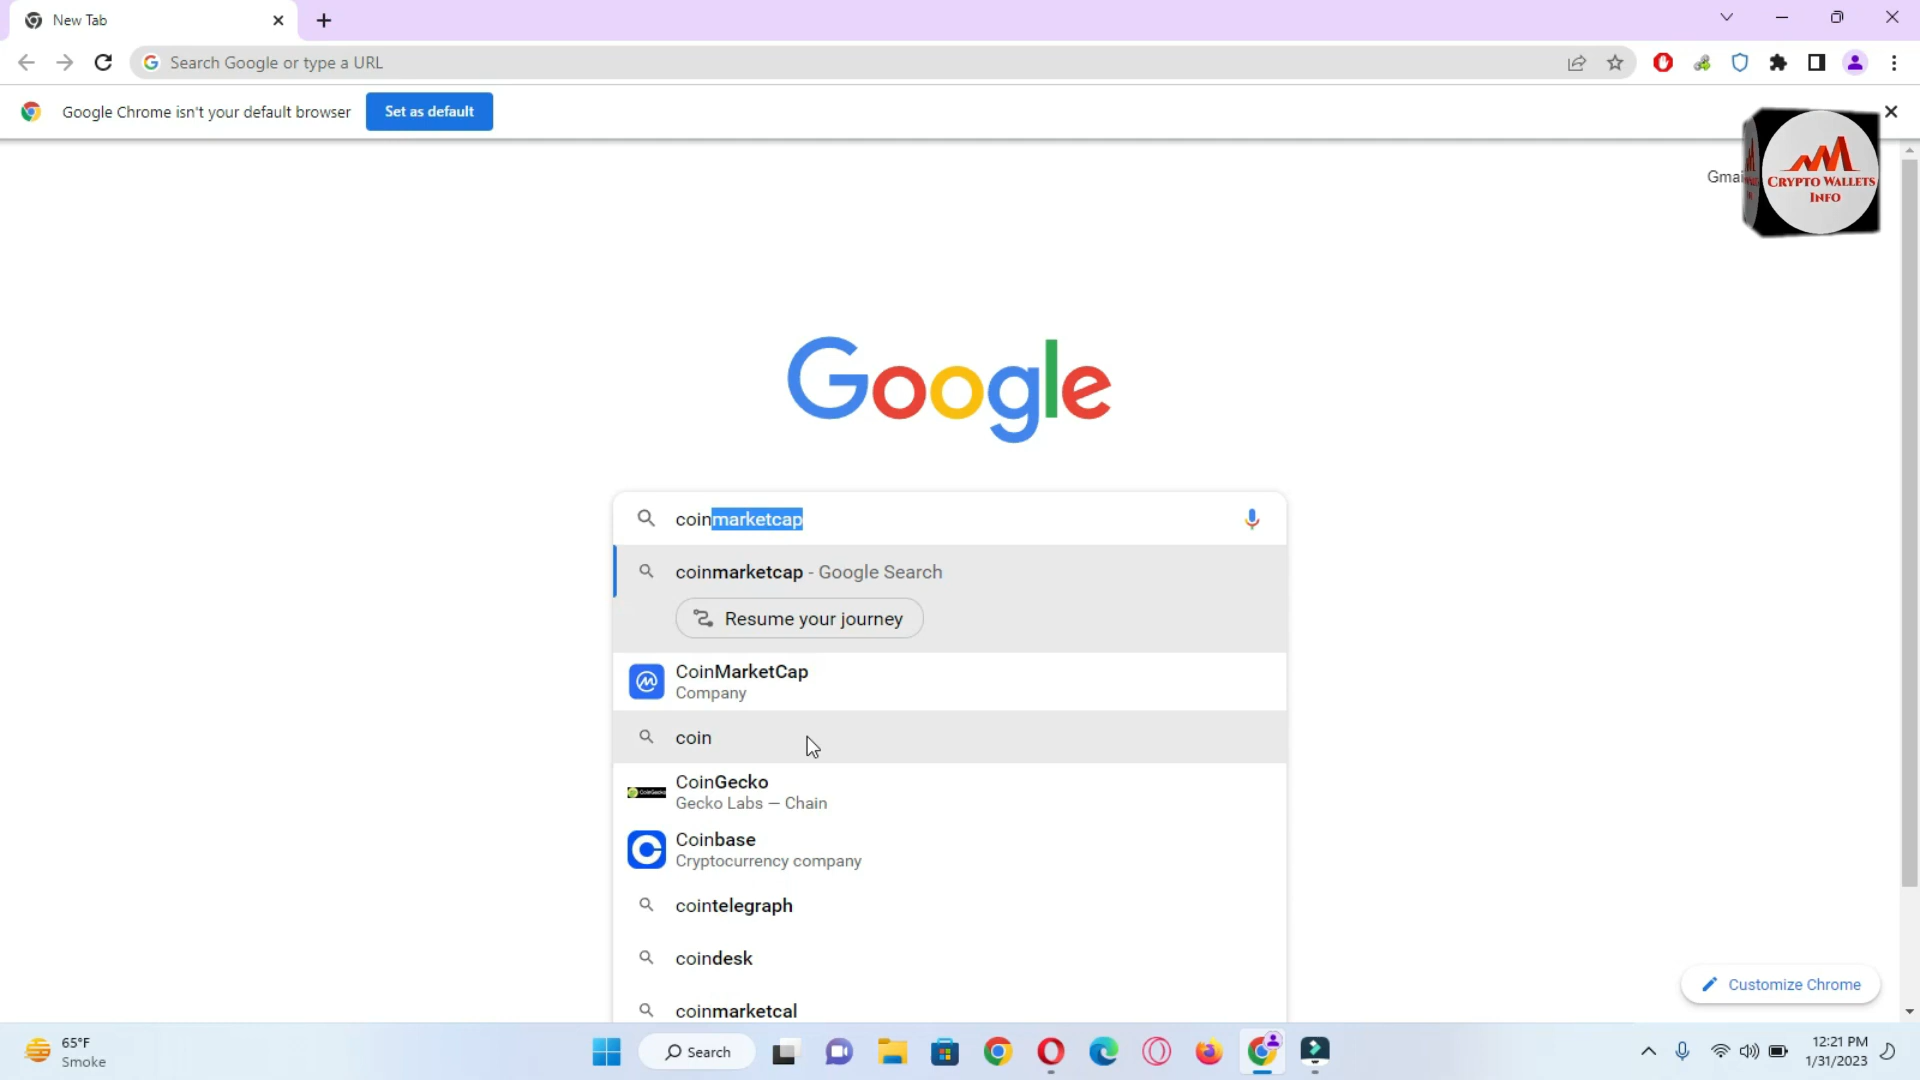 New Tab
Search Google or type a URL
Google Chrome isn't your default browser
Set as default
Gmai
CRYPTO WALLETS
INFO
Google
coinmarketcap
coinmarketcap - Google Search
Resume your journey
CoinMarketCap
Company
coin
CoinGecko
Gecko Labs — Chain
Coinbase
Cryptocurrency company
cointelegraph
coindesk
coinmarketcal
Customize Chrome
65°F
Smoke
Search
12:21 PM
1/31/2023